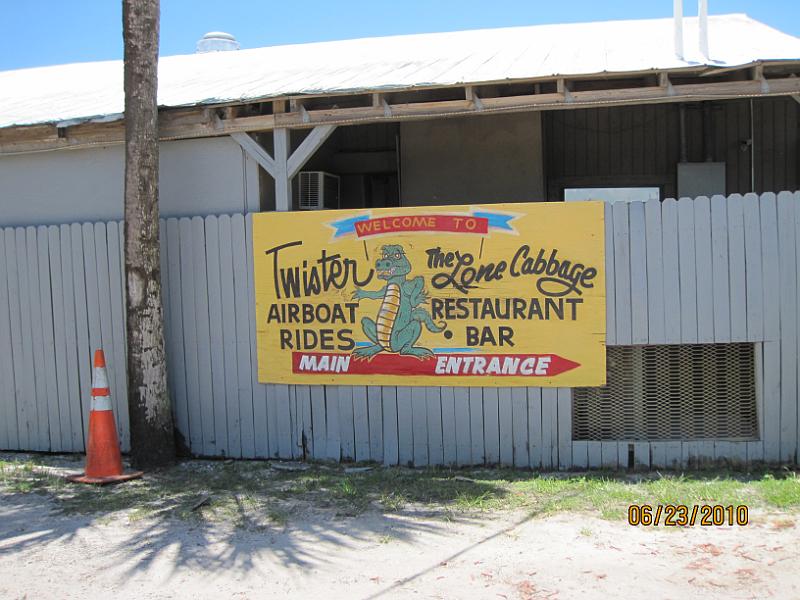 WELCOME TO
Twister
AIRBOAT
RIDES
The Lone Cabbage
RESTAURANT
• BAR
MAIN ENTRANCE
06/23/2010